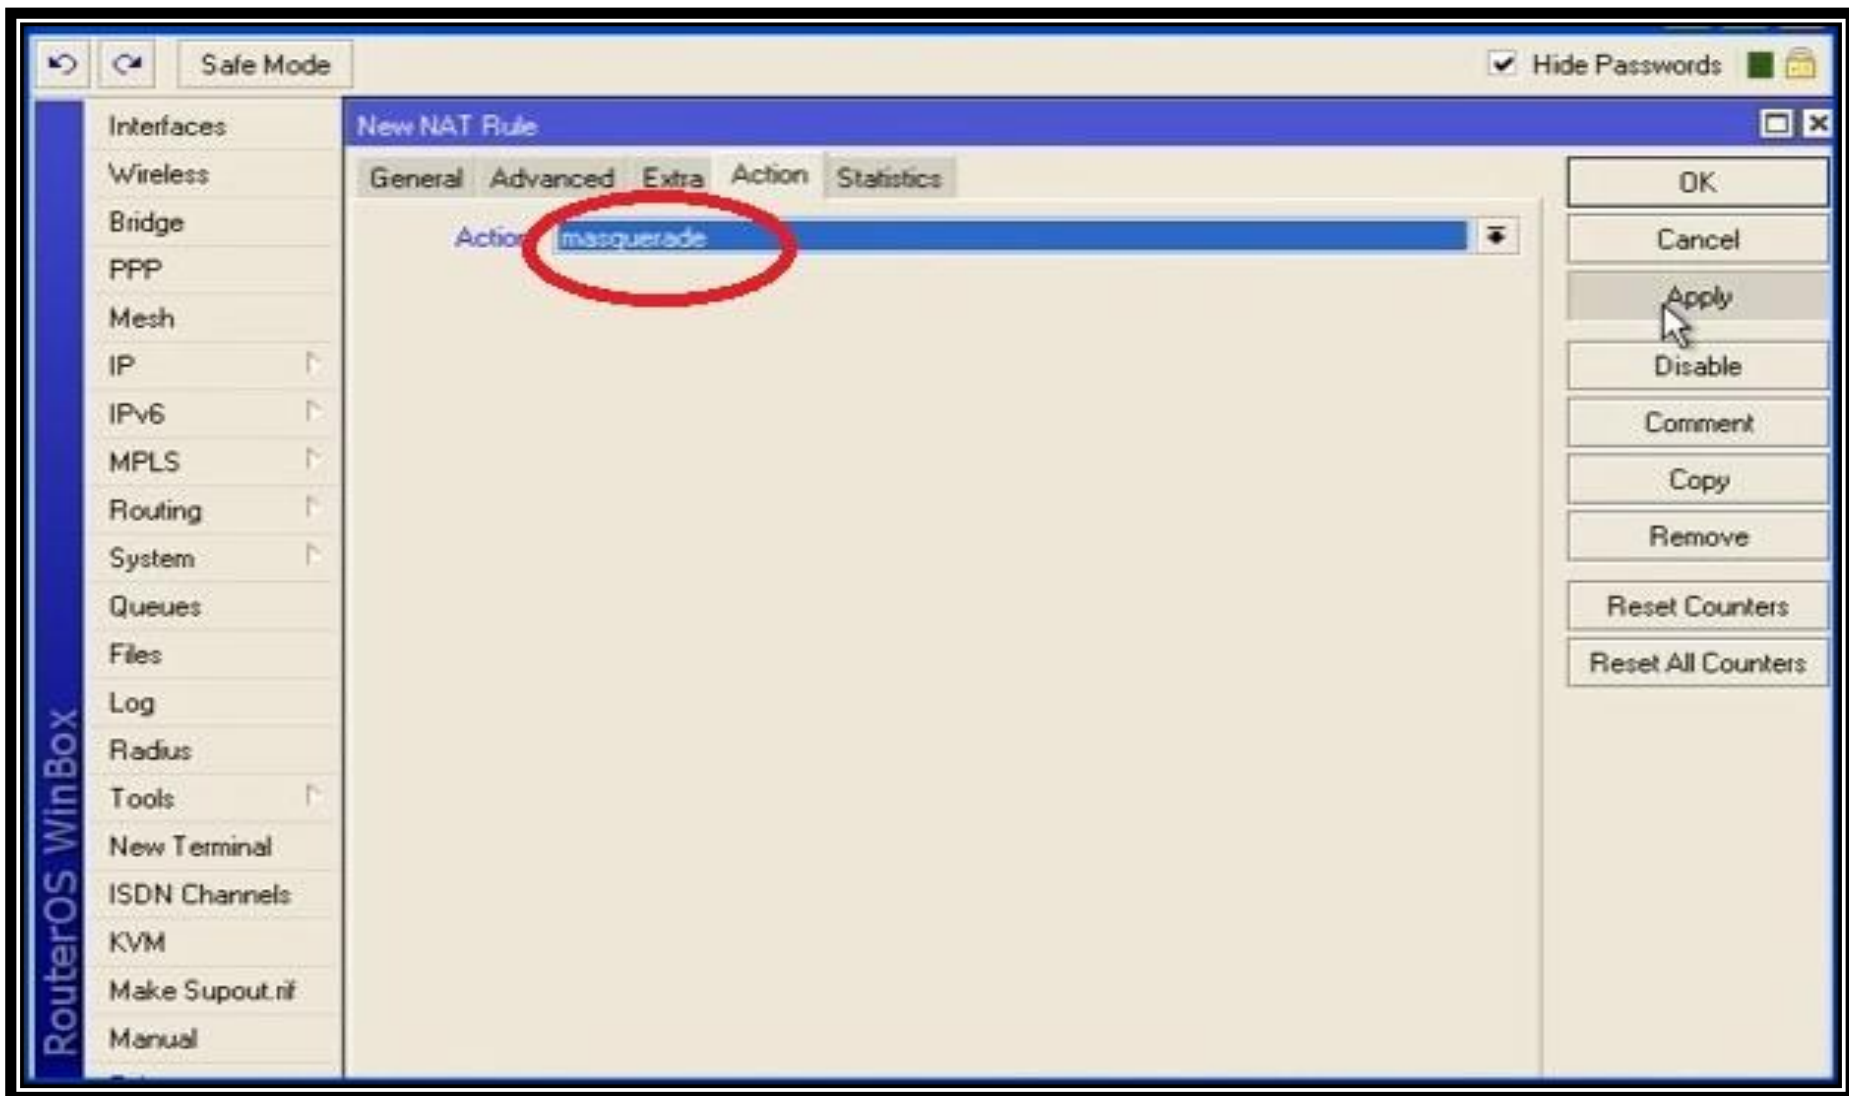 Safe Mode
Hide Passwords
RouterOS WinBox
Interfaces
Wireless
Bridge
PPP
Mesh
IP
IPv6
MPLS
Routing
System
Queues
Files
Log
Radius
Tools
New Terminal
ISDN Channels
KVM
Make Supout.rif
Manual
New NAT Rule
General Advanced Extra Action Statistics
Action masquerade
OK
Cancel
Apply
Disable
Comment
Copy
Remove
Reset Counters
Reset All Counters